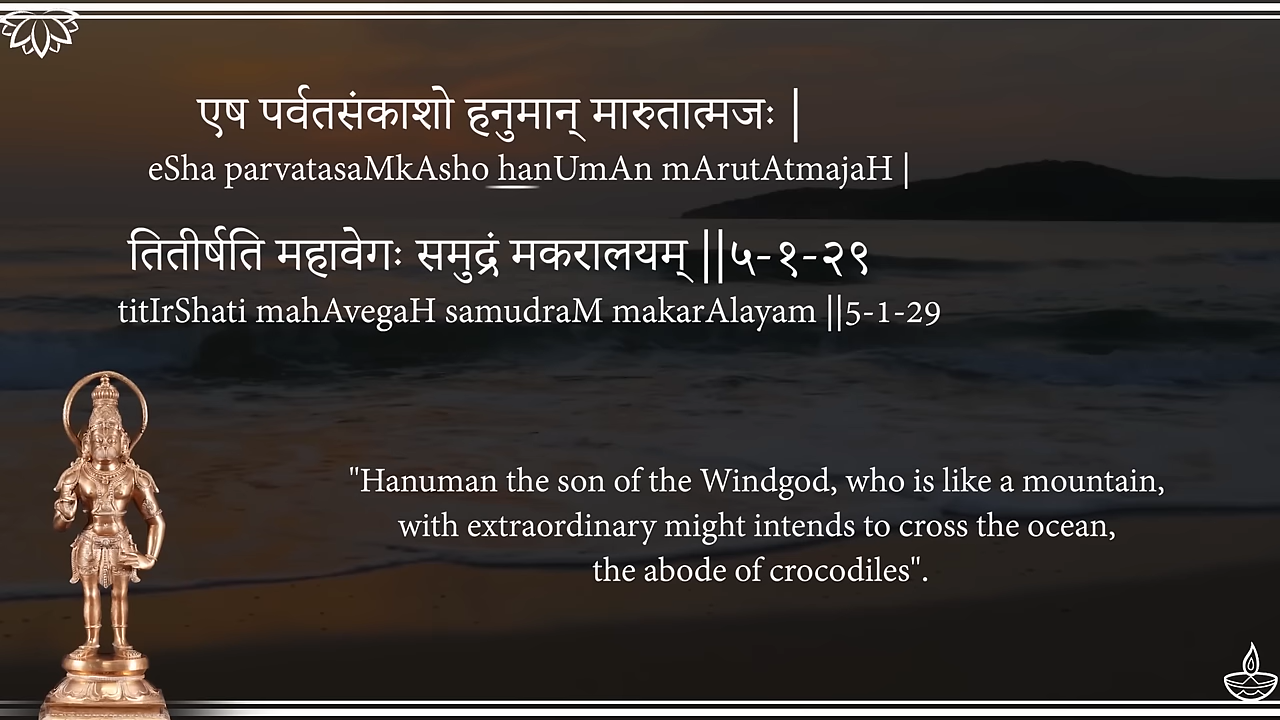 एष पर्वतसंकाशो हनुमान् मारुतात्मजः |
eSha parvatasaMkAsho hanUmAn mArutAtmajaH |
तितीर्षति महावेगः समुद्रं मकरालयम् ||५-१-२९
titIrShati mahAvegaH samudraM makarAlayam ||5-1-29
"Hanuman the son of the Windgod, who is like a mountain,
with extraordinary might intends to cross the ocean,
the abode of crocodiles".